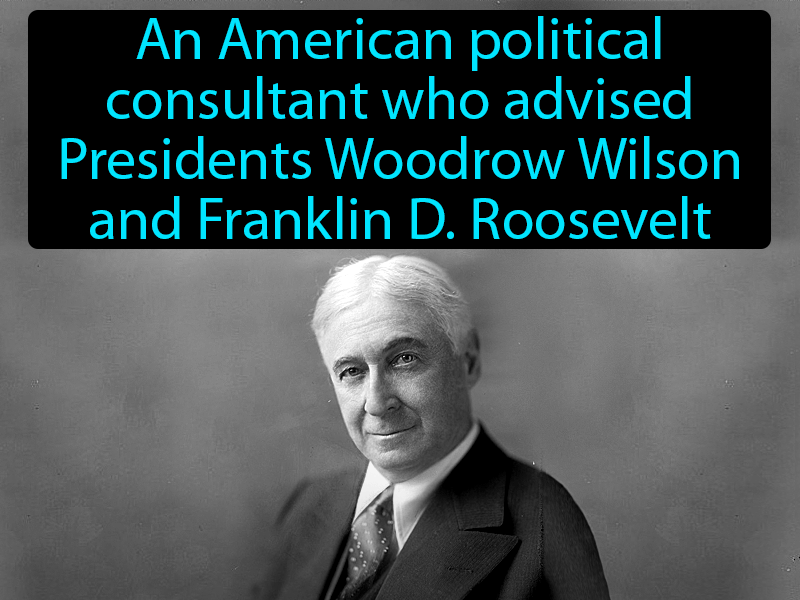 An American political
consultant who advised
Presidents Woodrow Wilson
and Franklin D. Roosevelt